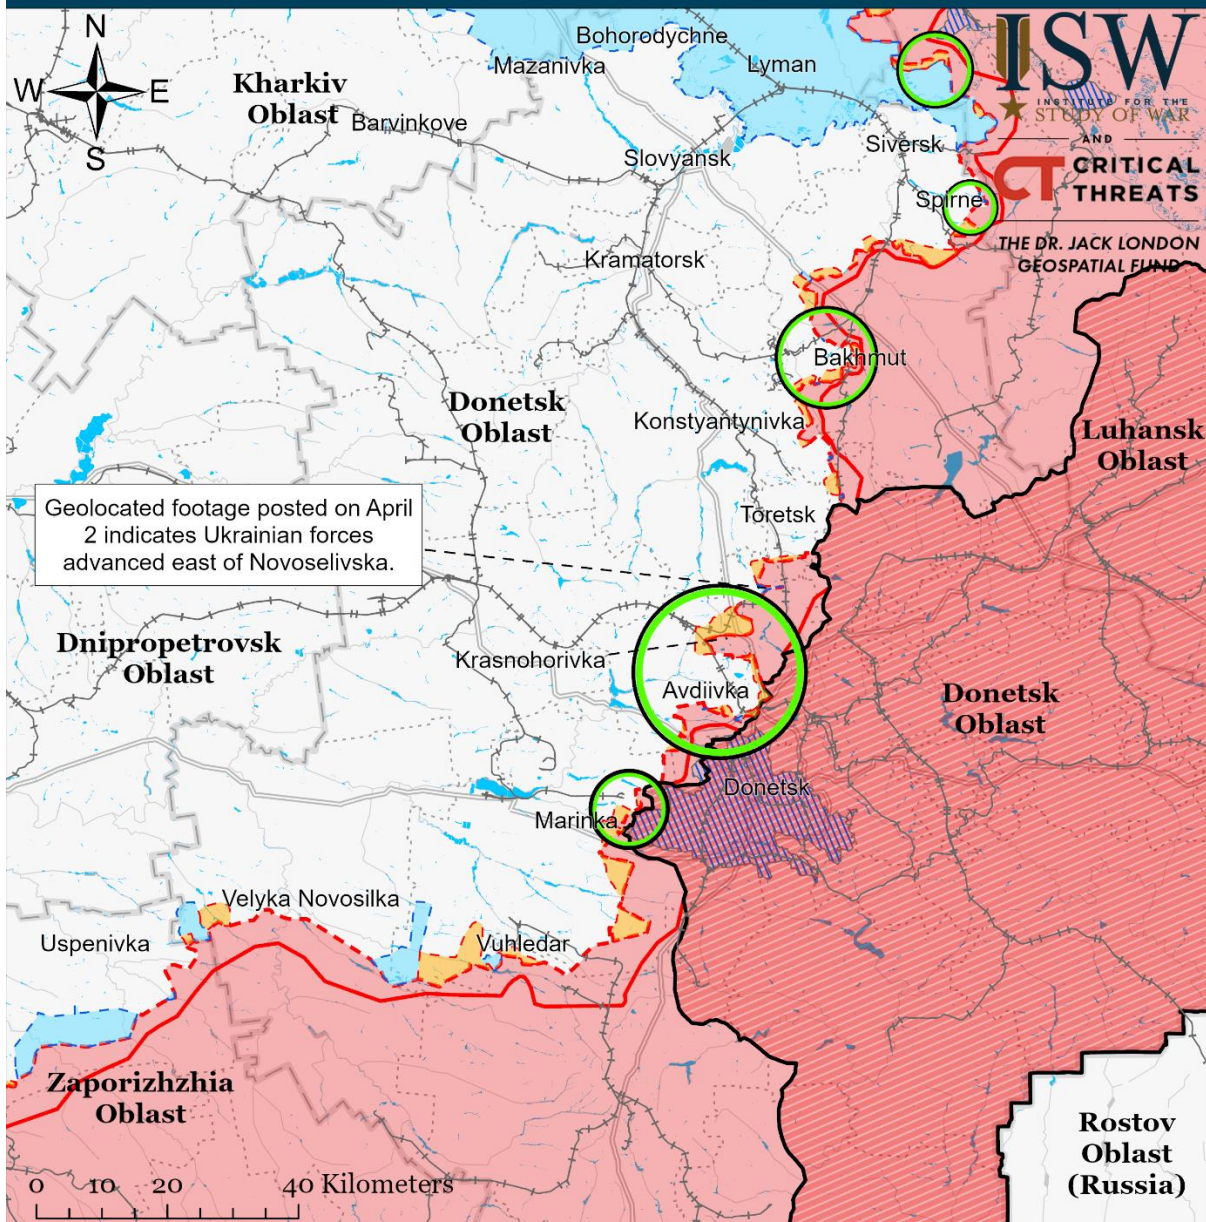 N
W
E
S
Bohorodychne
Mazanivka
Lyman
ISW
INSTITUTE FOR THE
STUDY OF WAR
AND
CT CRITICAL
THREATS
THE DR. JACK LONDON
GEOSPATIAL FUND
Kharkiv
Oblast
Barvinkove
Slovyansk
Siversk
Spirne
Kramatorsk
Bakhmut
Donetsk
Oblast
Konstyantynivka
Luhansk
Oblast
Geolocated footage posted on April
2 indicates Ukrainian forces
advanced east of Novoselivska.
Toretsk
Dnipropetrovsk
Oblast
Krasnohorivka
Avdiivka
Donetsk
Oblast
Donetsk
Marinka
Velyka Novosilka
Uspenivka
Vuhledar
Zaporizhzhia
Oblast
Rostov
Oblast
(Russia)
0 10 20 40 Kilometers